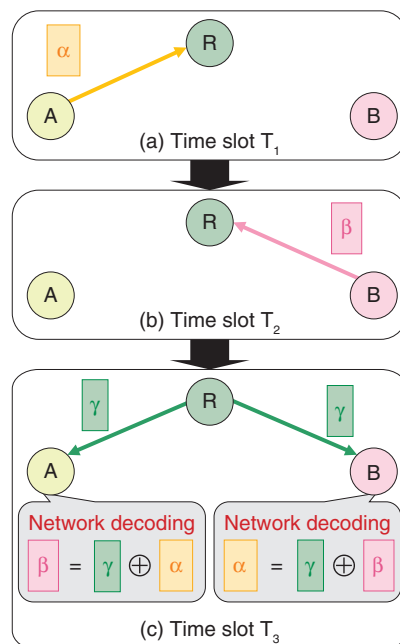 α
R
A
B
(a) Time slot T₁
R
β
A
B
(b) Time slot T₂
R
γ
γ
A
B
Network decoding
β = γ ⊕ α
Network decoding
α = γ ⊕ β
(c) Time slot T₃